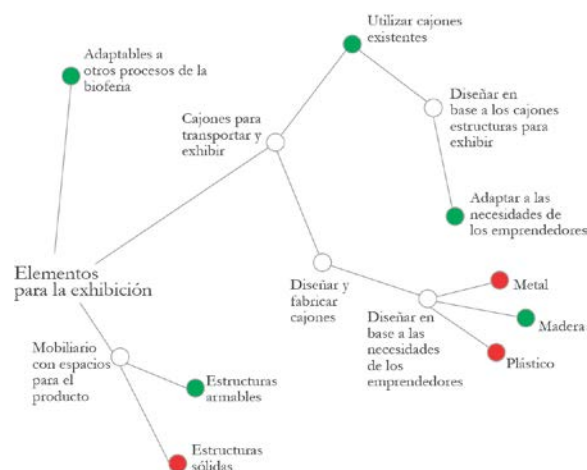 Utilizar cajones
existentes
Adaptables a
otros procesos de la
bioferia
Diseñar en
base a los cajones
estructuras para
exhibir
Cajones para
transportar y
exhibir
Adaptar a las
necesidades de
los emprendedores
Elementos
para la exhibición
Diseñar y
fabricar
cajones
Metal
Diseñar en
base a las
necesidades
de los
emprendedores
Madera
Plástico
Mobiliario
con espacios
para el
producto
Estructuras
armables
Estructuras
sólidas